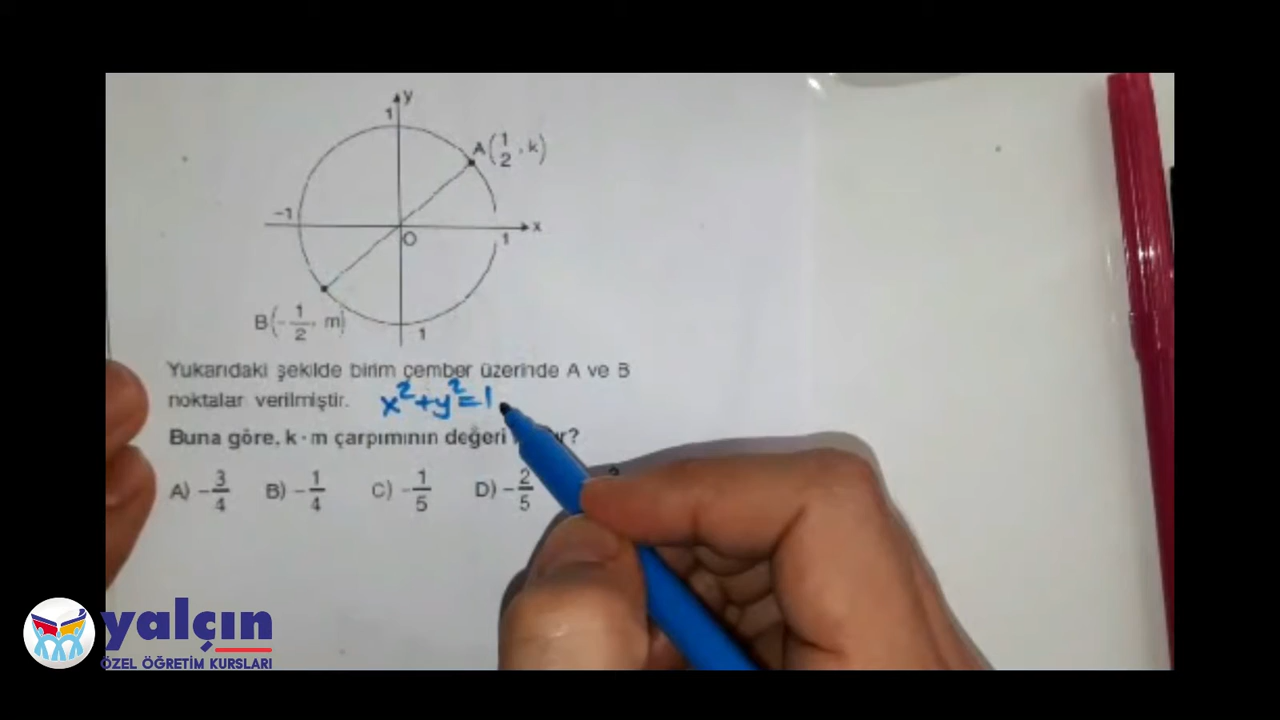 y
1
A(1/2, k)
-1
O
1
x
B(-1/2, m)
1
Yukarıdaki şekilde birim çember üzerinde A ve B
noktalar verilmiştir. x²+y²=1
Buna göre, k·m çarpımının değeri
A) -3/4 B) -1/4 C) -1/5 D) -2/5
yalçın
ÖZEL ÖĞRETİM KURSLARI